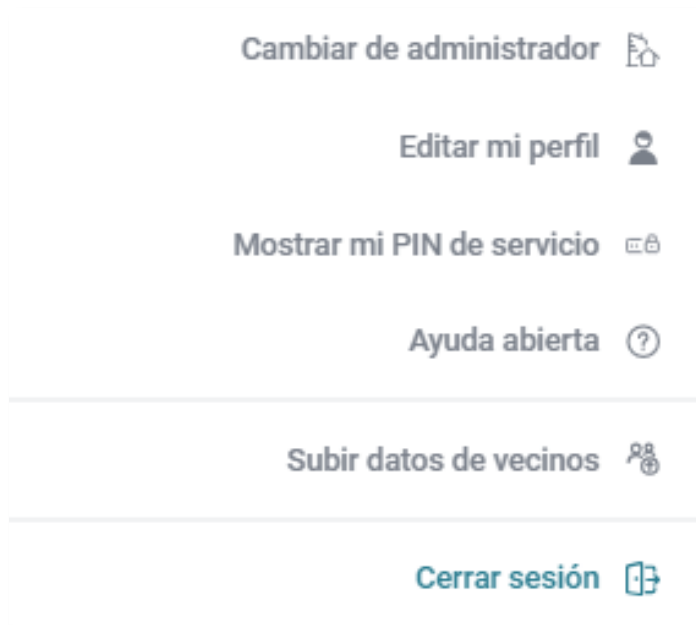 Cambiar de administrador
Editar mi perfil
Mostrar mi PIN de servicio
Ayuda abierta
Subir datos de vecinos
Cerrar sesión